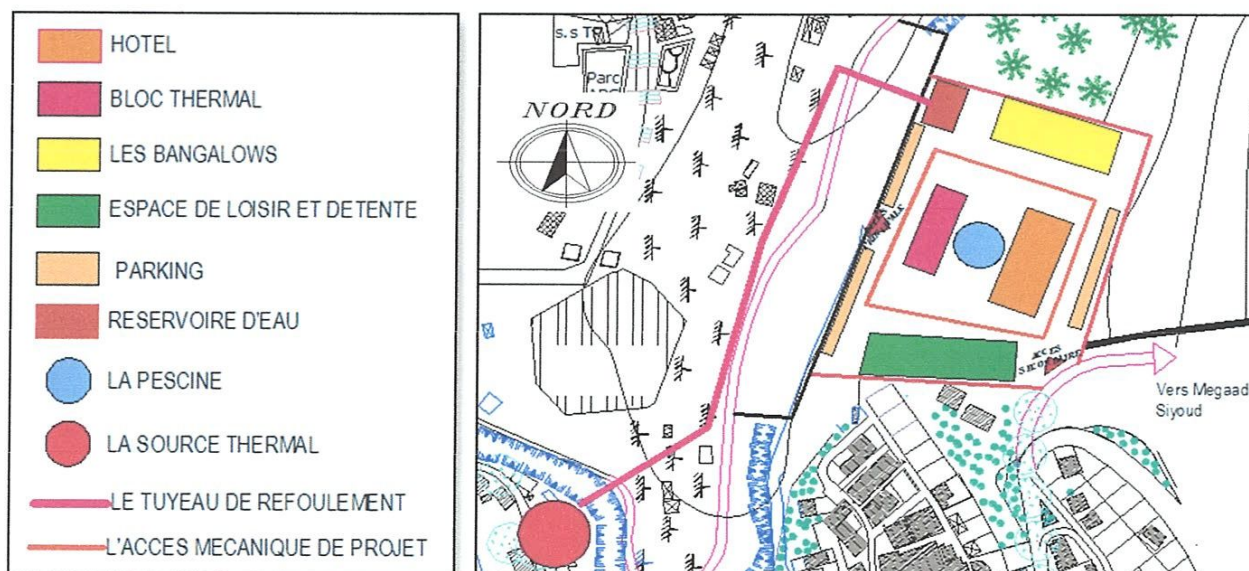 HOTEL
BLOC THERMAL
LES BANGALOWS
ESPACE DE LOISIR ET DETENTE
PARKING
RESERVOIRE D'EAU
LA PESCINE
LA SOURCE THERMAL
LE TUYEAU DE REFOULEMENT
L'ACCES MECANIQUE DE PROJET
s.s
Parc
NORD
Vers Megaad
Siyoud